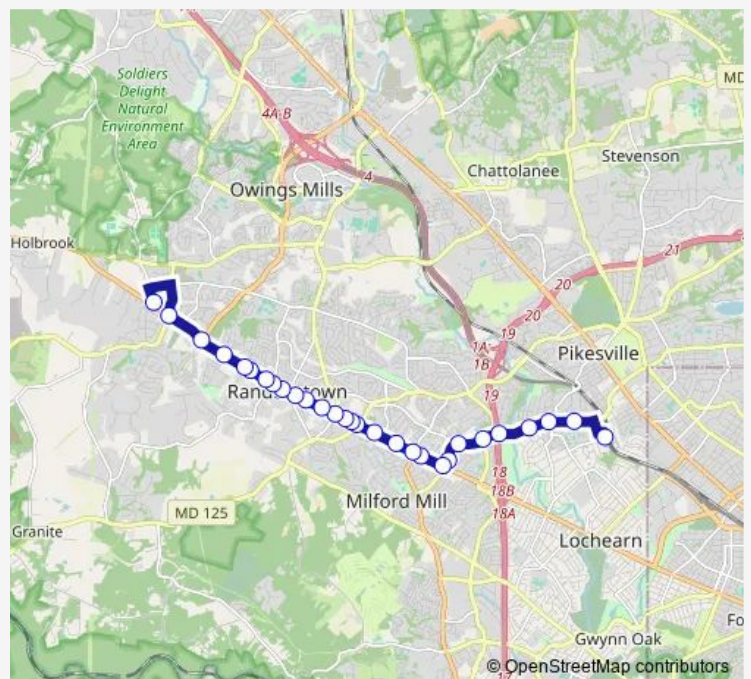 Soldiers
Delight
Natural
Environment
Area
4A-B
MD
Stevenson
Chattolanee
4
Owings Mills
21
Holbrook
20
20
19
1A
1B
Pikesville
19
18
18B
18A
Milford Mill
MD 125
Granite
Lochearn
Gwynn Oak
Fo
17
© OpenStreetMap contributors